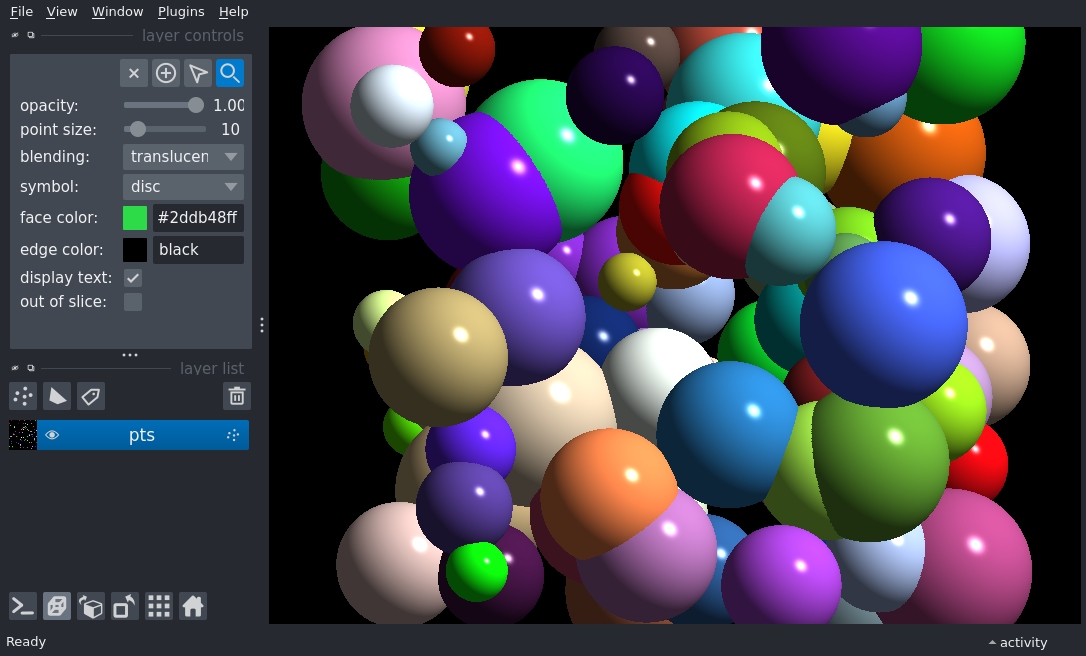 File View Window Plugins Help
layer controls
opacity: 1.00
point size: 10
blending: translucen
symbol: disc
face color: #2ddb48ff
edge color: black
display text:
out of slice:
layer list
pts
Ready
activity